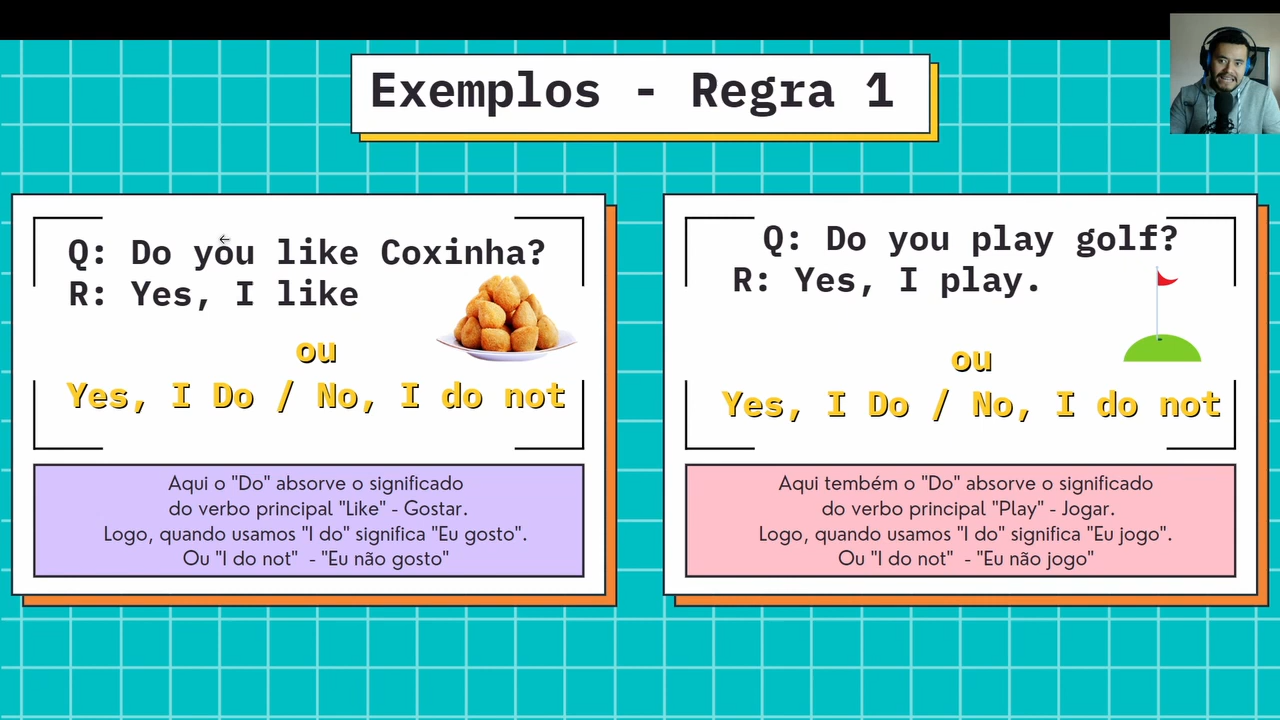 Exemplos - Regra 1
Q: Do you like Coxinha?
R: Yes, I like
ou
Yes, I Do / No, I do not
Aqui o "Do" absorve o significado
do verbo principal "Like" - Gostar.
Logo, quando usamos "I do" significa "Eu gosto".
Ou "I do not"  - "Eu não gosto"
Q: Do you play golf?
R: Yes, I play.
ou
Yes, I Do / No, I do not
Aqui tembém o "Do" absorve o significado
do verbo principal "Play" - Jogar.
Logo, quando usamos "I do" significa "Eu jogo".
Ou "I do not"  - "Eu não jogo"